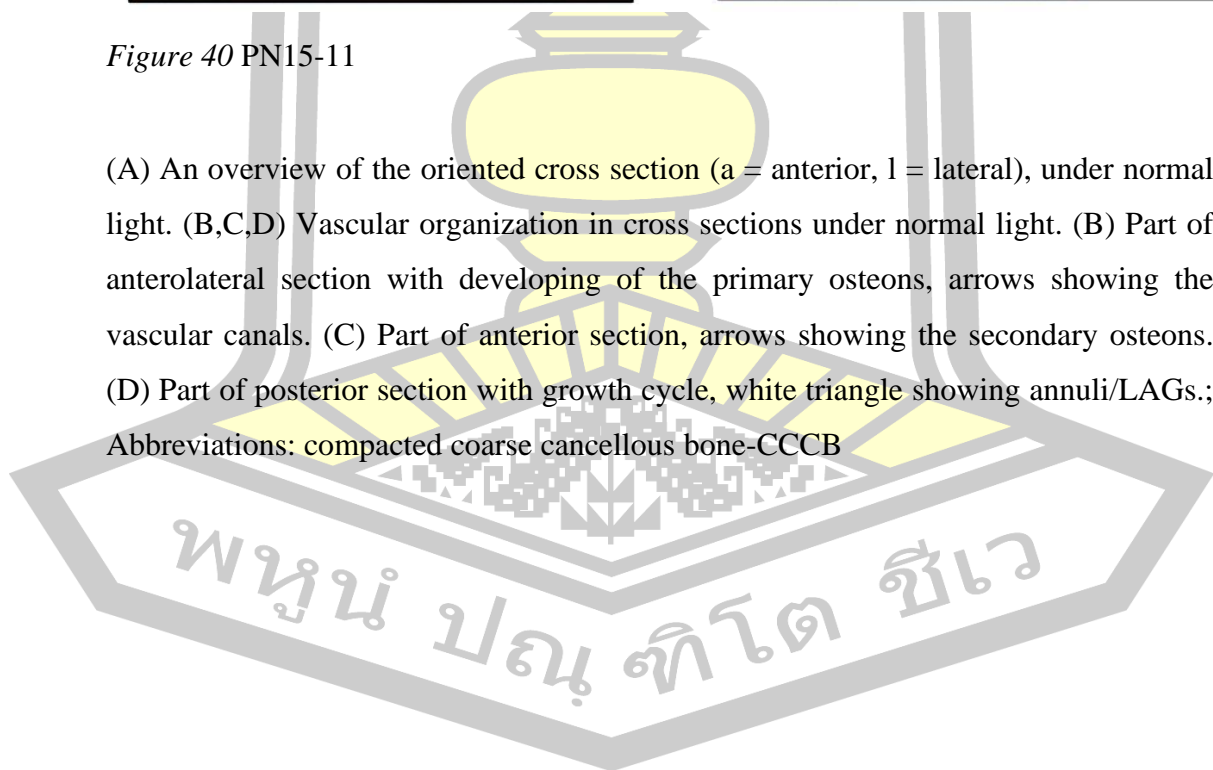 Figure 40 PN15-11
(A) An overview of the oriented cross section (a = anterior, l = lateral), under normal
light. (B,C,D) Vascular organization in cross sections under normal light. (B) Part of
anterolateral section with developing of the primary osteons, arrows showing the
vascular canals. (C) Part of anterior section, arrows showing the secondary osteons.
(D) Part of posterior section with growth cycle, white triangle showing annuli/LAGs.;
Abbreviations: compacted coarse cancellous bone-CCCB
พหูนํ ปณฺฑิโต ชีเว